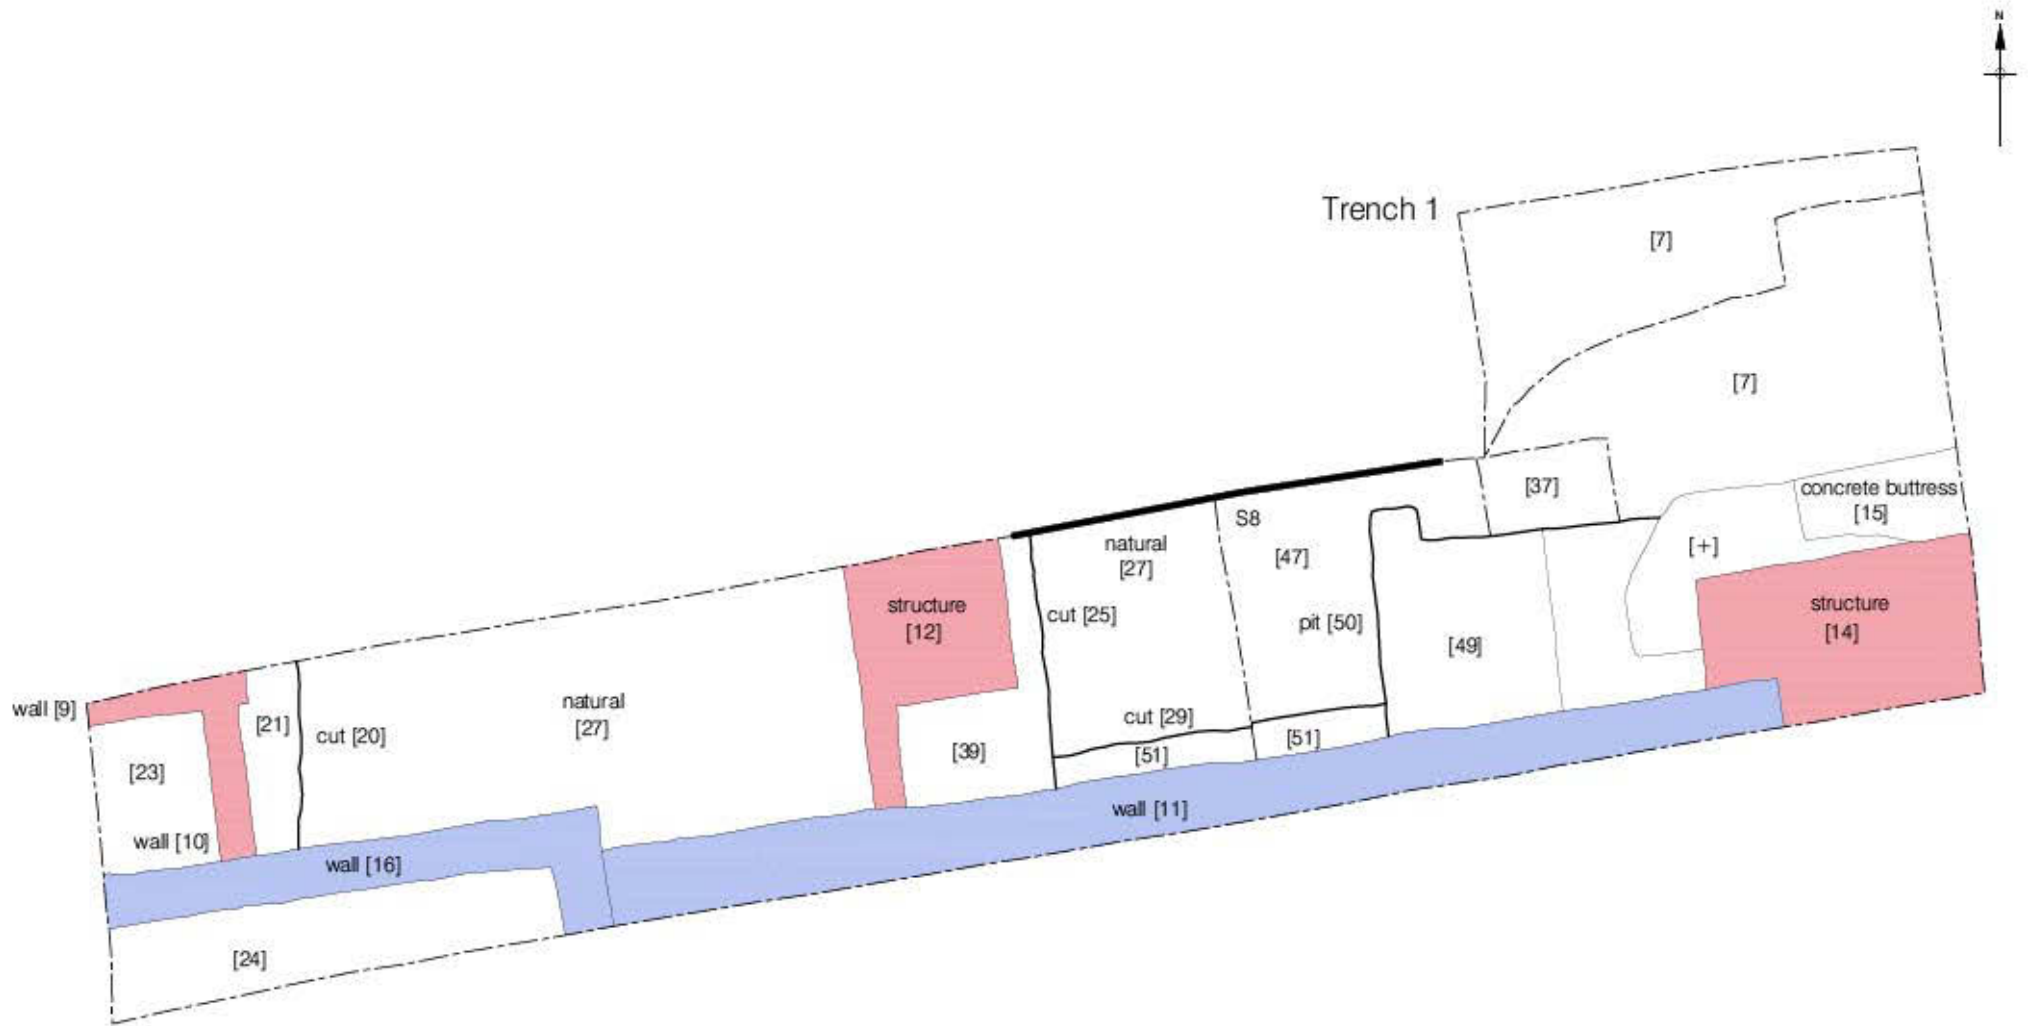 N
Trench 1
[7]
[7]
[37]
concrete buttress
[15]
S8
[+]
natural
[27]
[47]
structure
[12]
cut [25]
pit [50]
structure
[14]
[49]
wall [9]
[21]
cut [20]
natural
[27]
cut [29]
[51]
[51]
[39]
[23]
wall [10]
wall [11]
wall [16]
[24]